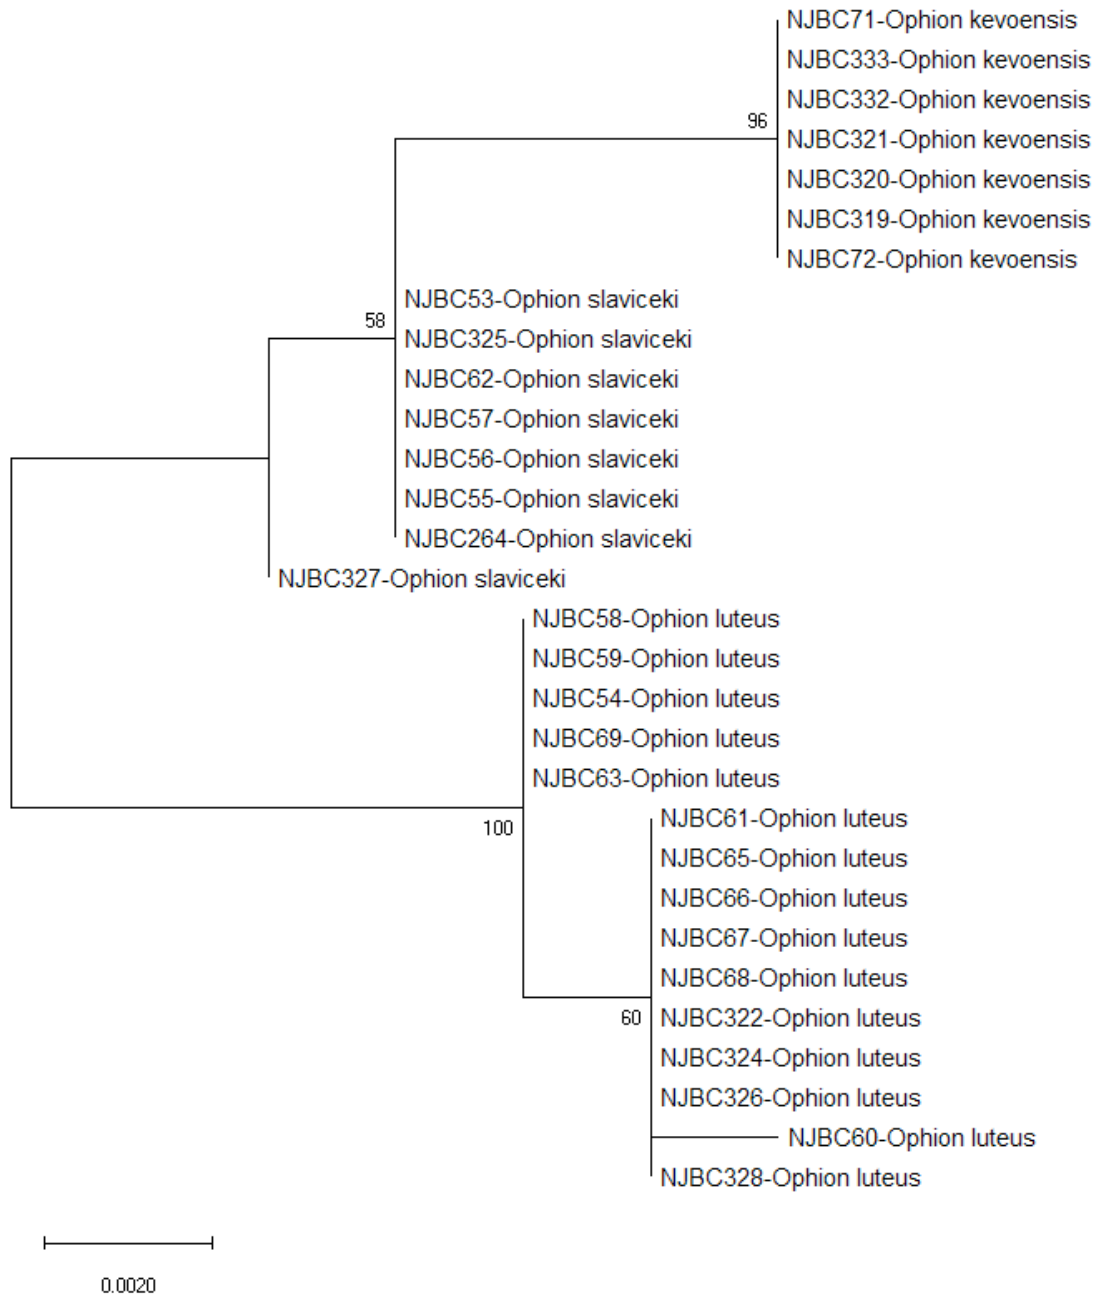 NJBC71-Ophion kevoensis
NJBC333-Ophion kevoensis
NJBC332-Ophion kevoensis
96
NJBC321-Ophion kevoensis
NJBC320-Ophion kevoensis
NJBC319-Ophion kevoensis
NJBC72-Ophion kevoensis
NJBC53-Ophion slaviceki
58
NJBC325-Ophion slaviceki
NJBC62-Ophion slaviceki
NJBC57-Ophion slaviceki
NJBC56-Ophion slaviceki
NJBC55-Ophion slaviceki
NJBC264-Ophion slaviceki
NJBC327-Ophion slaviceki
NJBC58-Ophion luteus
NJBC59-Ophion luteus
NJBC54-Ophion luteus
NJBC69-Ophion luteus
NJBC63-Ophion luteus
NJBC61-Ophion luteus
100
NJBC65-Ophion luteus
NJBC66-Ophion luteus
NJBC67-Ophion luteus
NJBC68-Ophion luteus
NJBC322-Ophion luteus
60
NJBC324-Ophion luteus
NJBC326-Ophion luteus
NJBC60-Ophion luteus
NJBC328-Ophion luteus
0.0020